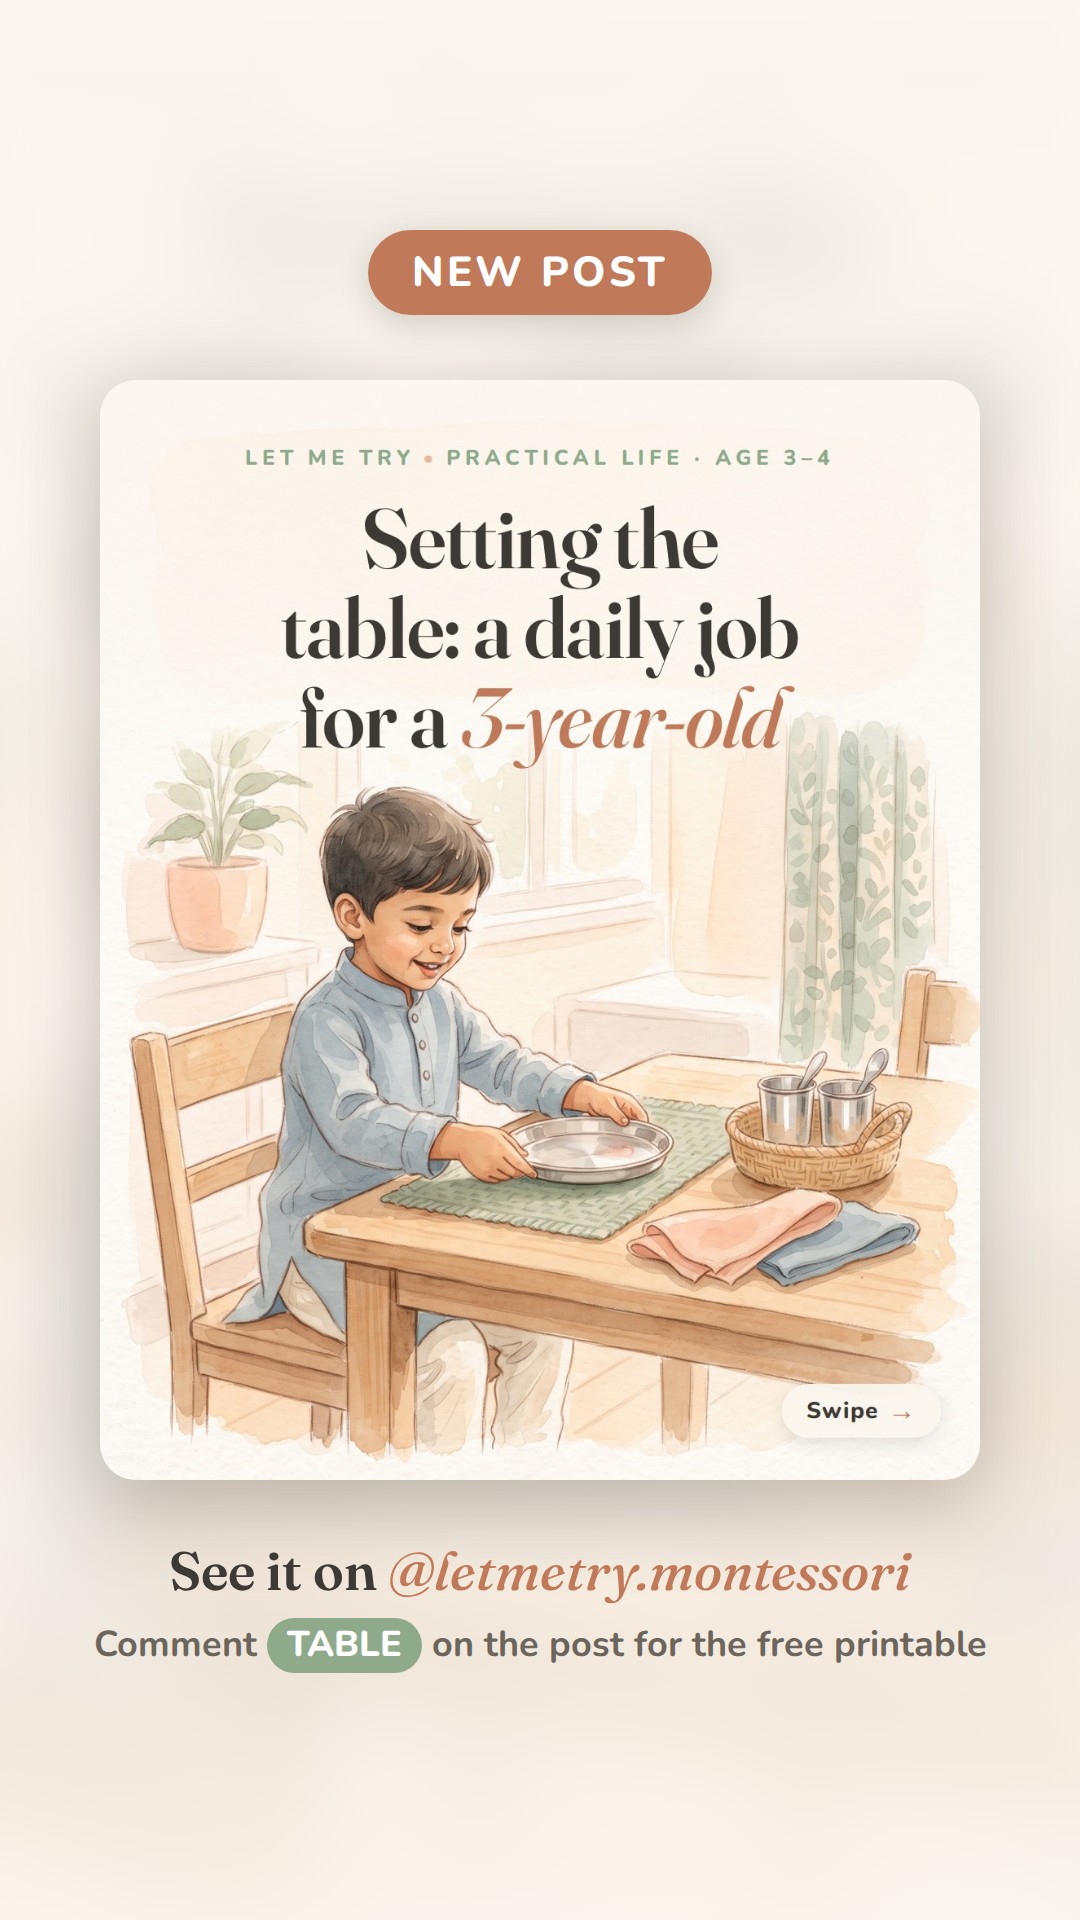 NEW POST
LET ME TRY • PRACTICAL LIFE · AGE 3–4
Setting the
table: a daily job
for a 3-year-old
Swipe →
See it on @letmetry.montessori
Comment TABLE on the post for the free printable